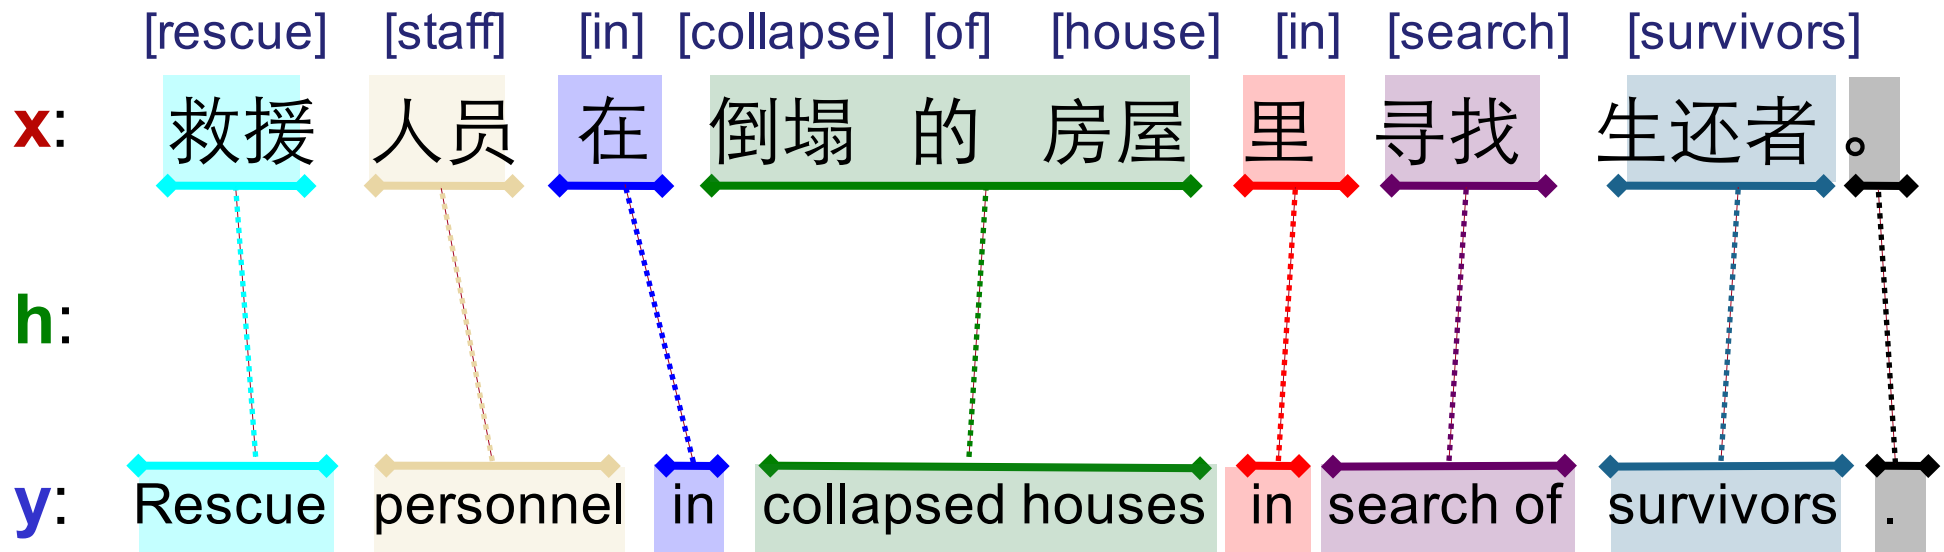 [rescue] [staff] [in] [collapse] [of] [house] [in] [search] [survivors]
x: 救援 人员 在 倒塌 的 房屋 里 寻找 生还者 。
h:
y: Rescue personnel in collapsed houses in search of survivors .